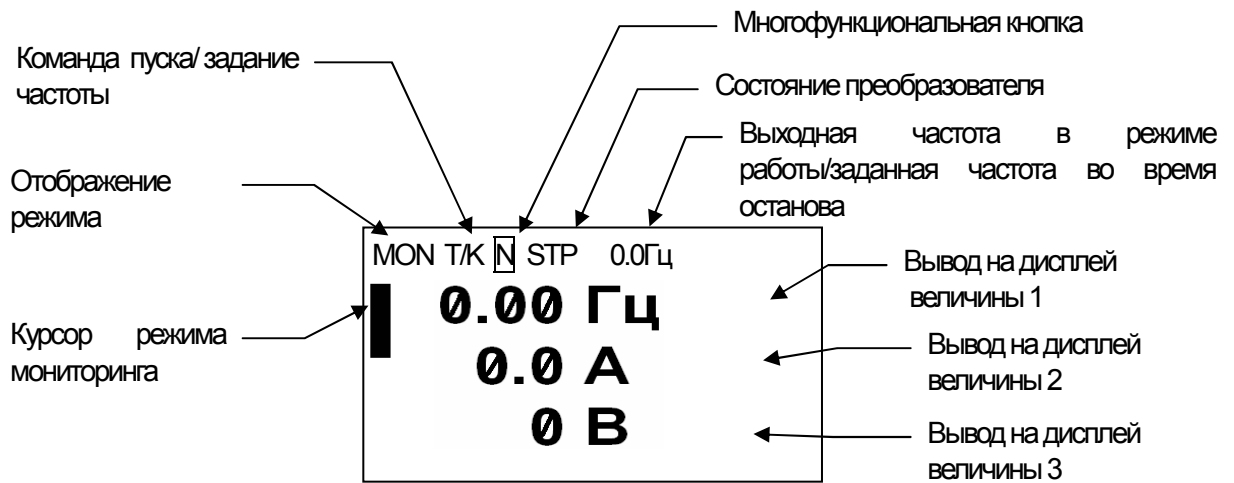 Многофункциональная кнопка
Команда пуска/ задание
частоты
Состояние преобразователя
Выходная частота в режиме
работы/заданная частота во время
останова
Отображение
режима
MON T/K N STP 0.0Гц
Вывод на дисплей
величины 1
0.00 Гц
Курсор режима
мониторинга
Вывод на дисплей
величины 2
0.0 А
Вывод на дисплей
величины 3
0 В